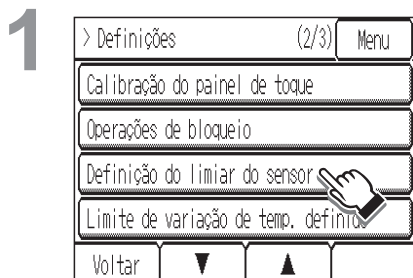 1
> Definições (2/3) Menu
Calibração do painel de toque
Operações de bloqueio
Definição do limiar do sensor
Limite de variação de temp. definido
Voltar ▼ ▲